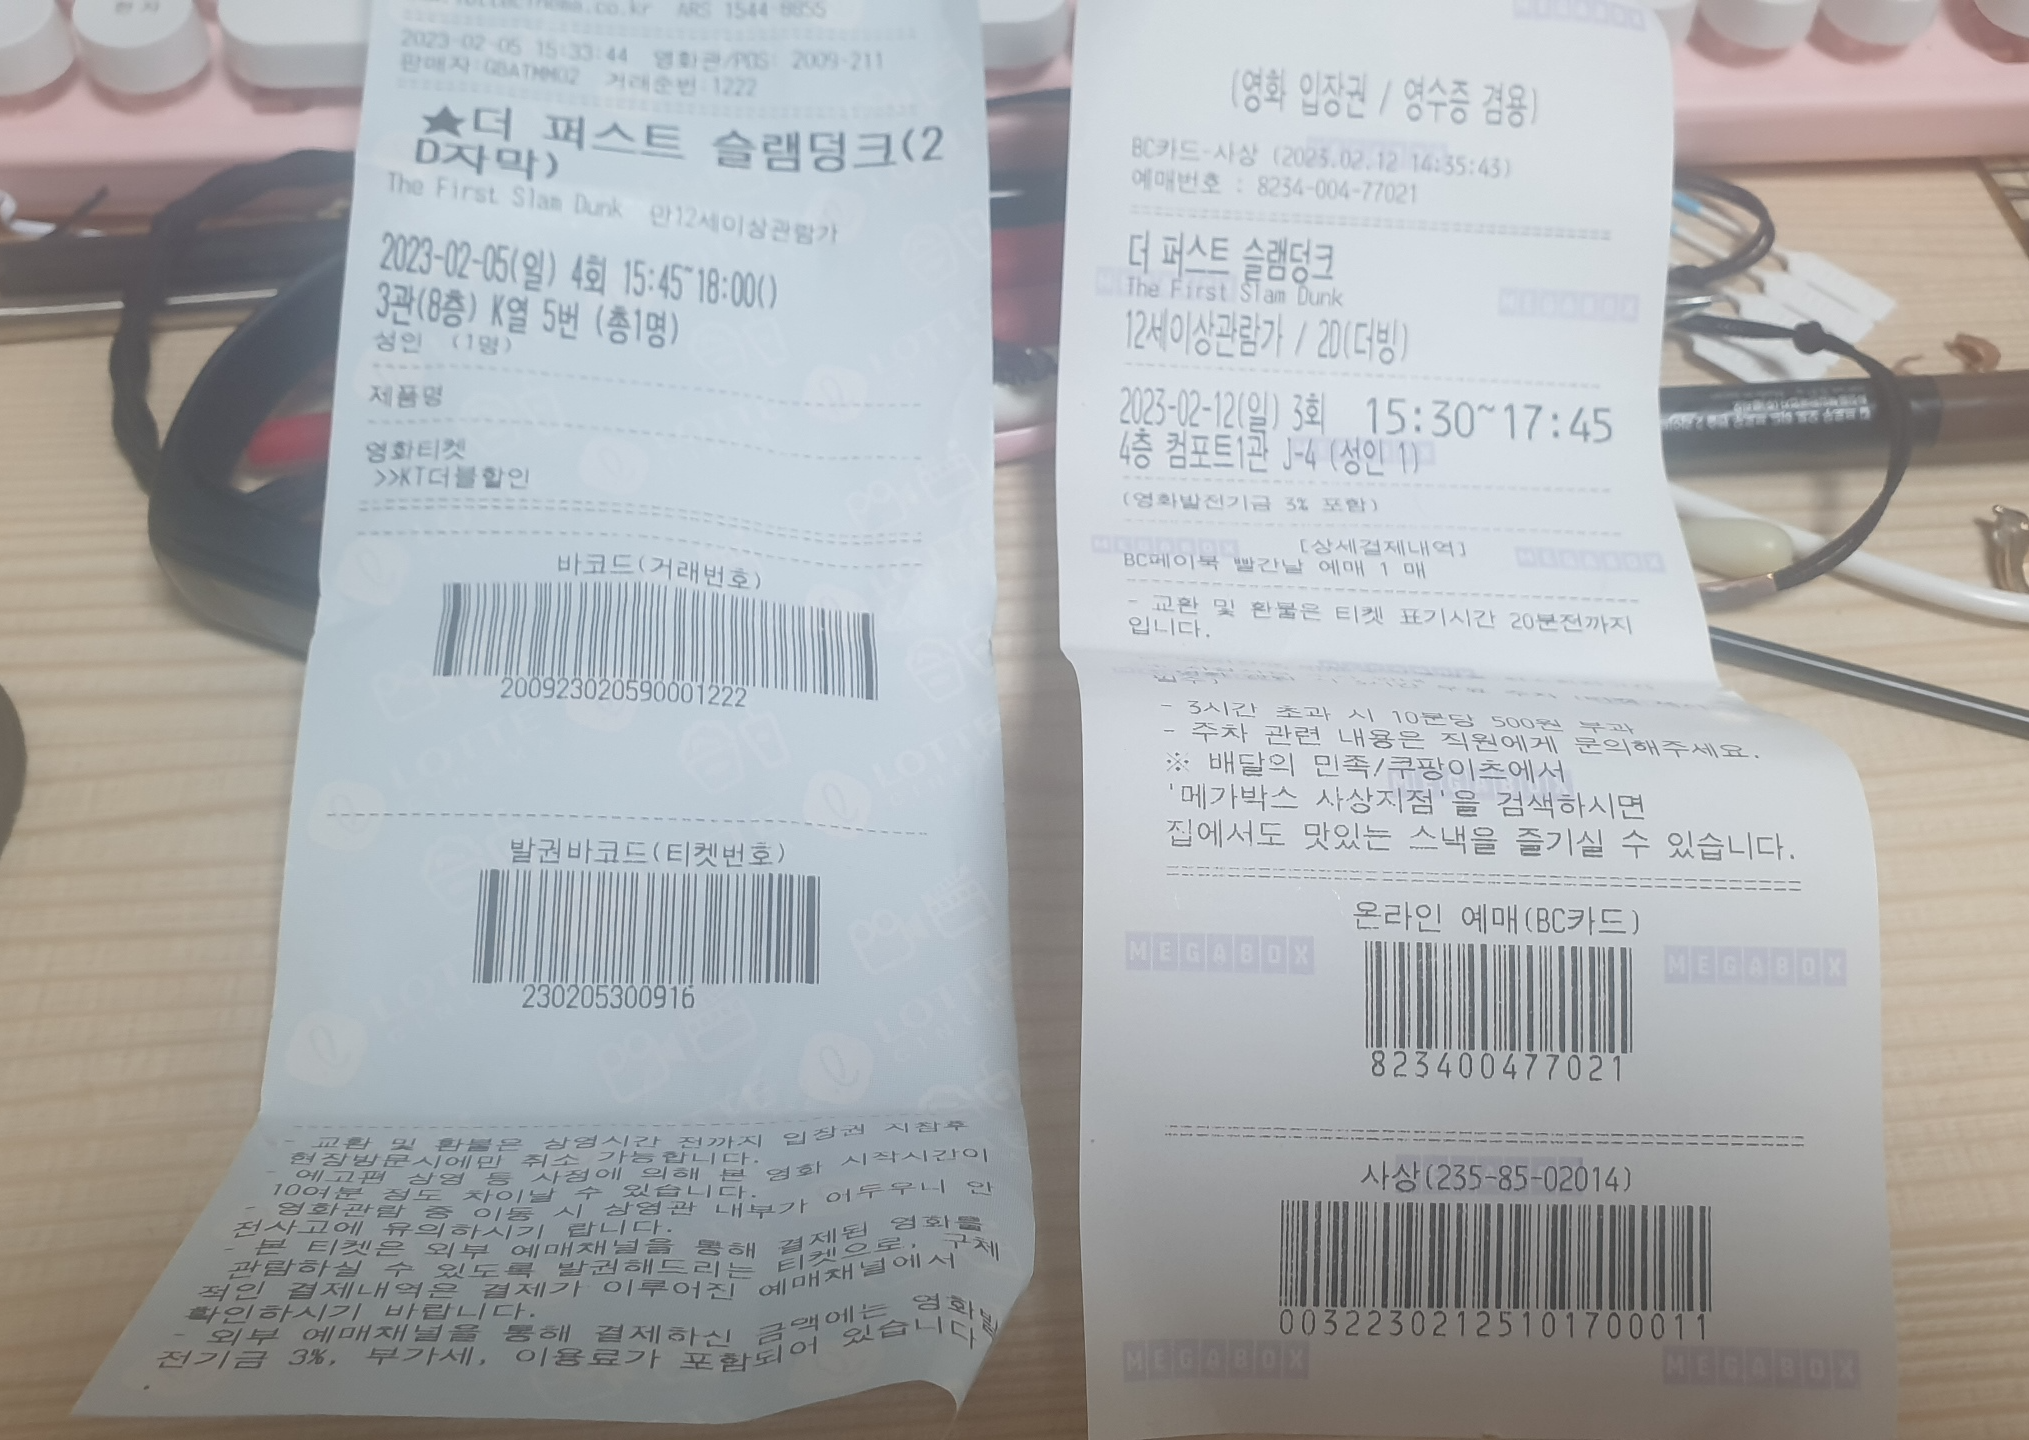 ARS 1544-8855
2023-02-05 15:33:44 영화관/POS: 2009-211
판매자:GBATMM02 거래순번:1222
★더 퍼스트 슬램덩크(2
D자막)
The First Slam Dunk 만12세이상관람가
2023-02-05(일) 4회 15:45~18:00()
3관(8층) K열 5번 (총1명)
성인 (1명)
제품명
영화티켓
>>KT더블할인
바코드(거래번호)
200923020590001222
발권바코드(티켓번호)
230205300916
- 교환 및 환불은 상영시간 전까지 입장권 지참후
현장방문시에만 취소 가능합니다.
- 예고편 상영 등 사정에 의해 본 영화 시작시간이
10여분 정도 차이날 수 있습니다.
- 영화관람 중 이동 시 상영관 내부가 어두우니 안
전사고에 유의하시기 랍니다.
- 본 티켓은 외부 예매채널을 통해 결제된 영화를
관람하실 수 있도록 발권해드리는 티켓으로, 구체
적인 결제내역은 결제가 이루어진 예매채널에서
확인하시기 바랍니다.
- 외부 예매채널을 통해 결제하신 금액에는 영화발
전기금 3%, 부가세, 이용료가 포함되어 있습니다
(영화 입장권 / 영수증 겸용)
BC카드-사상 (2023.02.12 14:35:43)
예매번호 : 8234-004-77021
더 퍼스트 슬램덩크
The First Slam Dunk
12세이상관람가 / 2D(더빙)
2023-02-12(일) 3회 15:30~17:45
4층 컴포트1관 J-4 (성인 1)
(영화발전기금 3% 포함)
[상세결제내역]
BC페이북 빨간날 예매 1 매
- 교환 및 환불은 티켓 표기시간 20분전까지
입니다.
- 3시간 초과 시 10분당 500원 부과
- 주차 관련 내용은 직원에게 문의해주세요.
※ 배달의 민족/쿠팡이츠에서
'메가박스 사상지점'을 검색하시면
집에서도 맛있는 스낵을 즐기실 수 있습니다.
온라인 예매(BC카드)
MEGABOX MEGABOX
823400477021
사상(235-85-02014)
00322302125101700011
MEGABOX MEGABOX